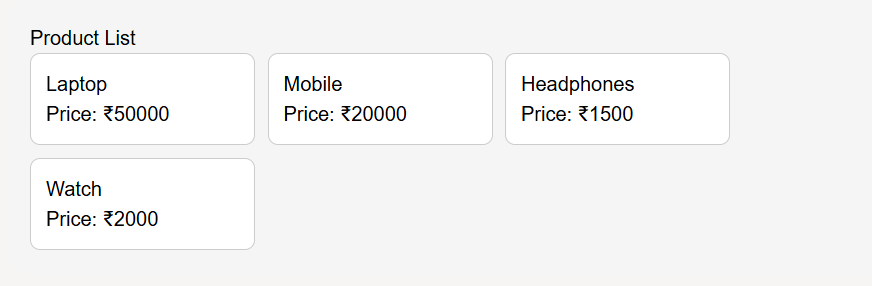 Product List
Laptop
Price: ₹50000
Mobile
Price: ₹20000
Headphones
Price: ₹1500
Watch
Price: ₹2000